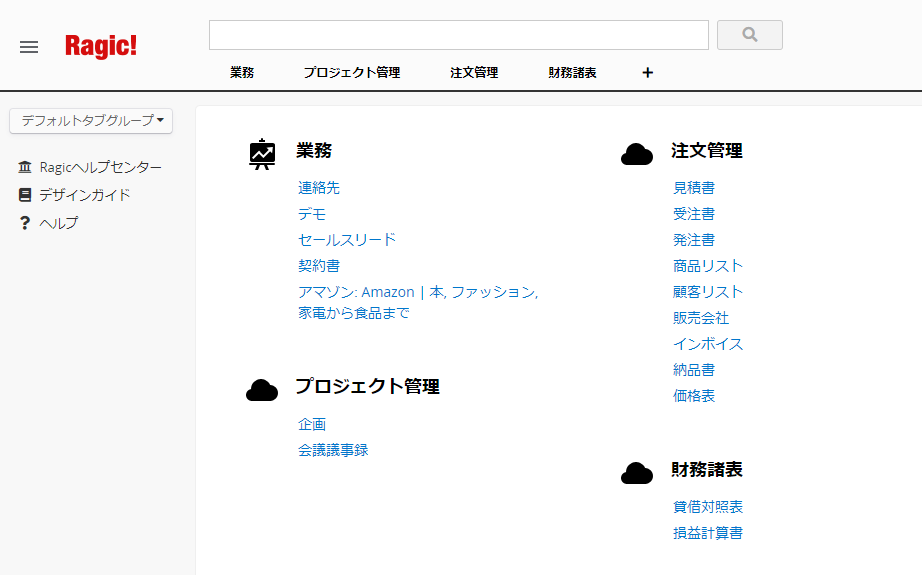 Ragic!
業務 プロジェクト管理 注文管理 財務諸表 +
デフォルトタブグループ
Ragicヘルプセンター
デザインガイド
? ヘルプ
業務
連絡先
デモ
セールスリード
契約書
アマゾン: Amazon | 本, ファッション,
家電から食品まで
プロジェクト管理
企画
会議議事録
注文管理
見積書
受注書
発注書
商品リスト
顧客リスト
販売会社
インボイス
納品書
価格表
財務諸表
貸借対照表
損益計算書